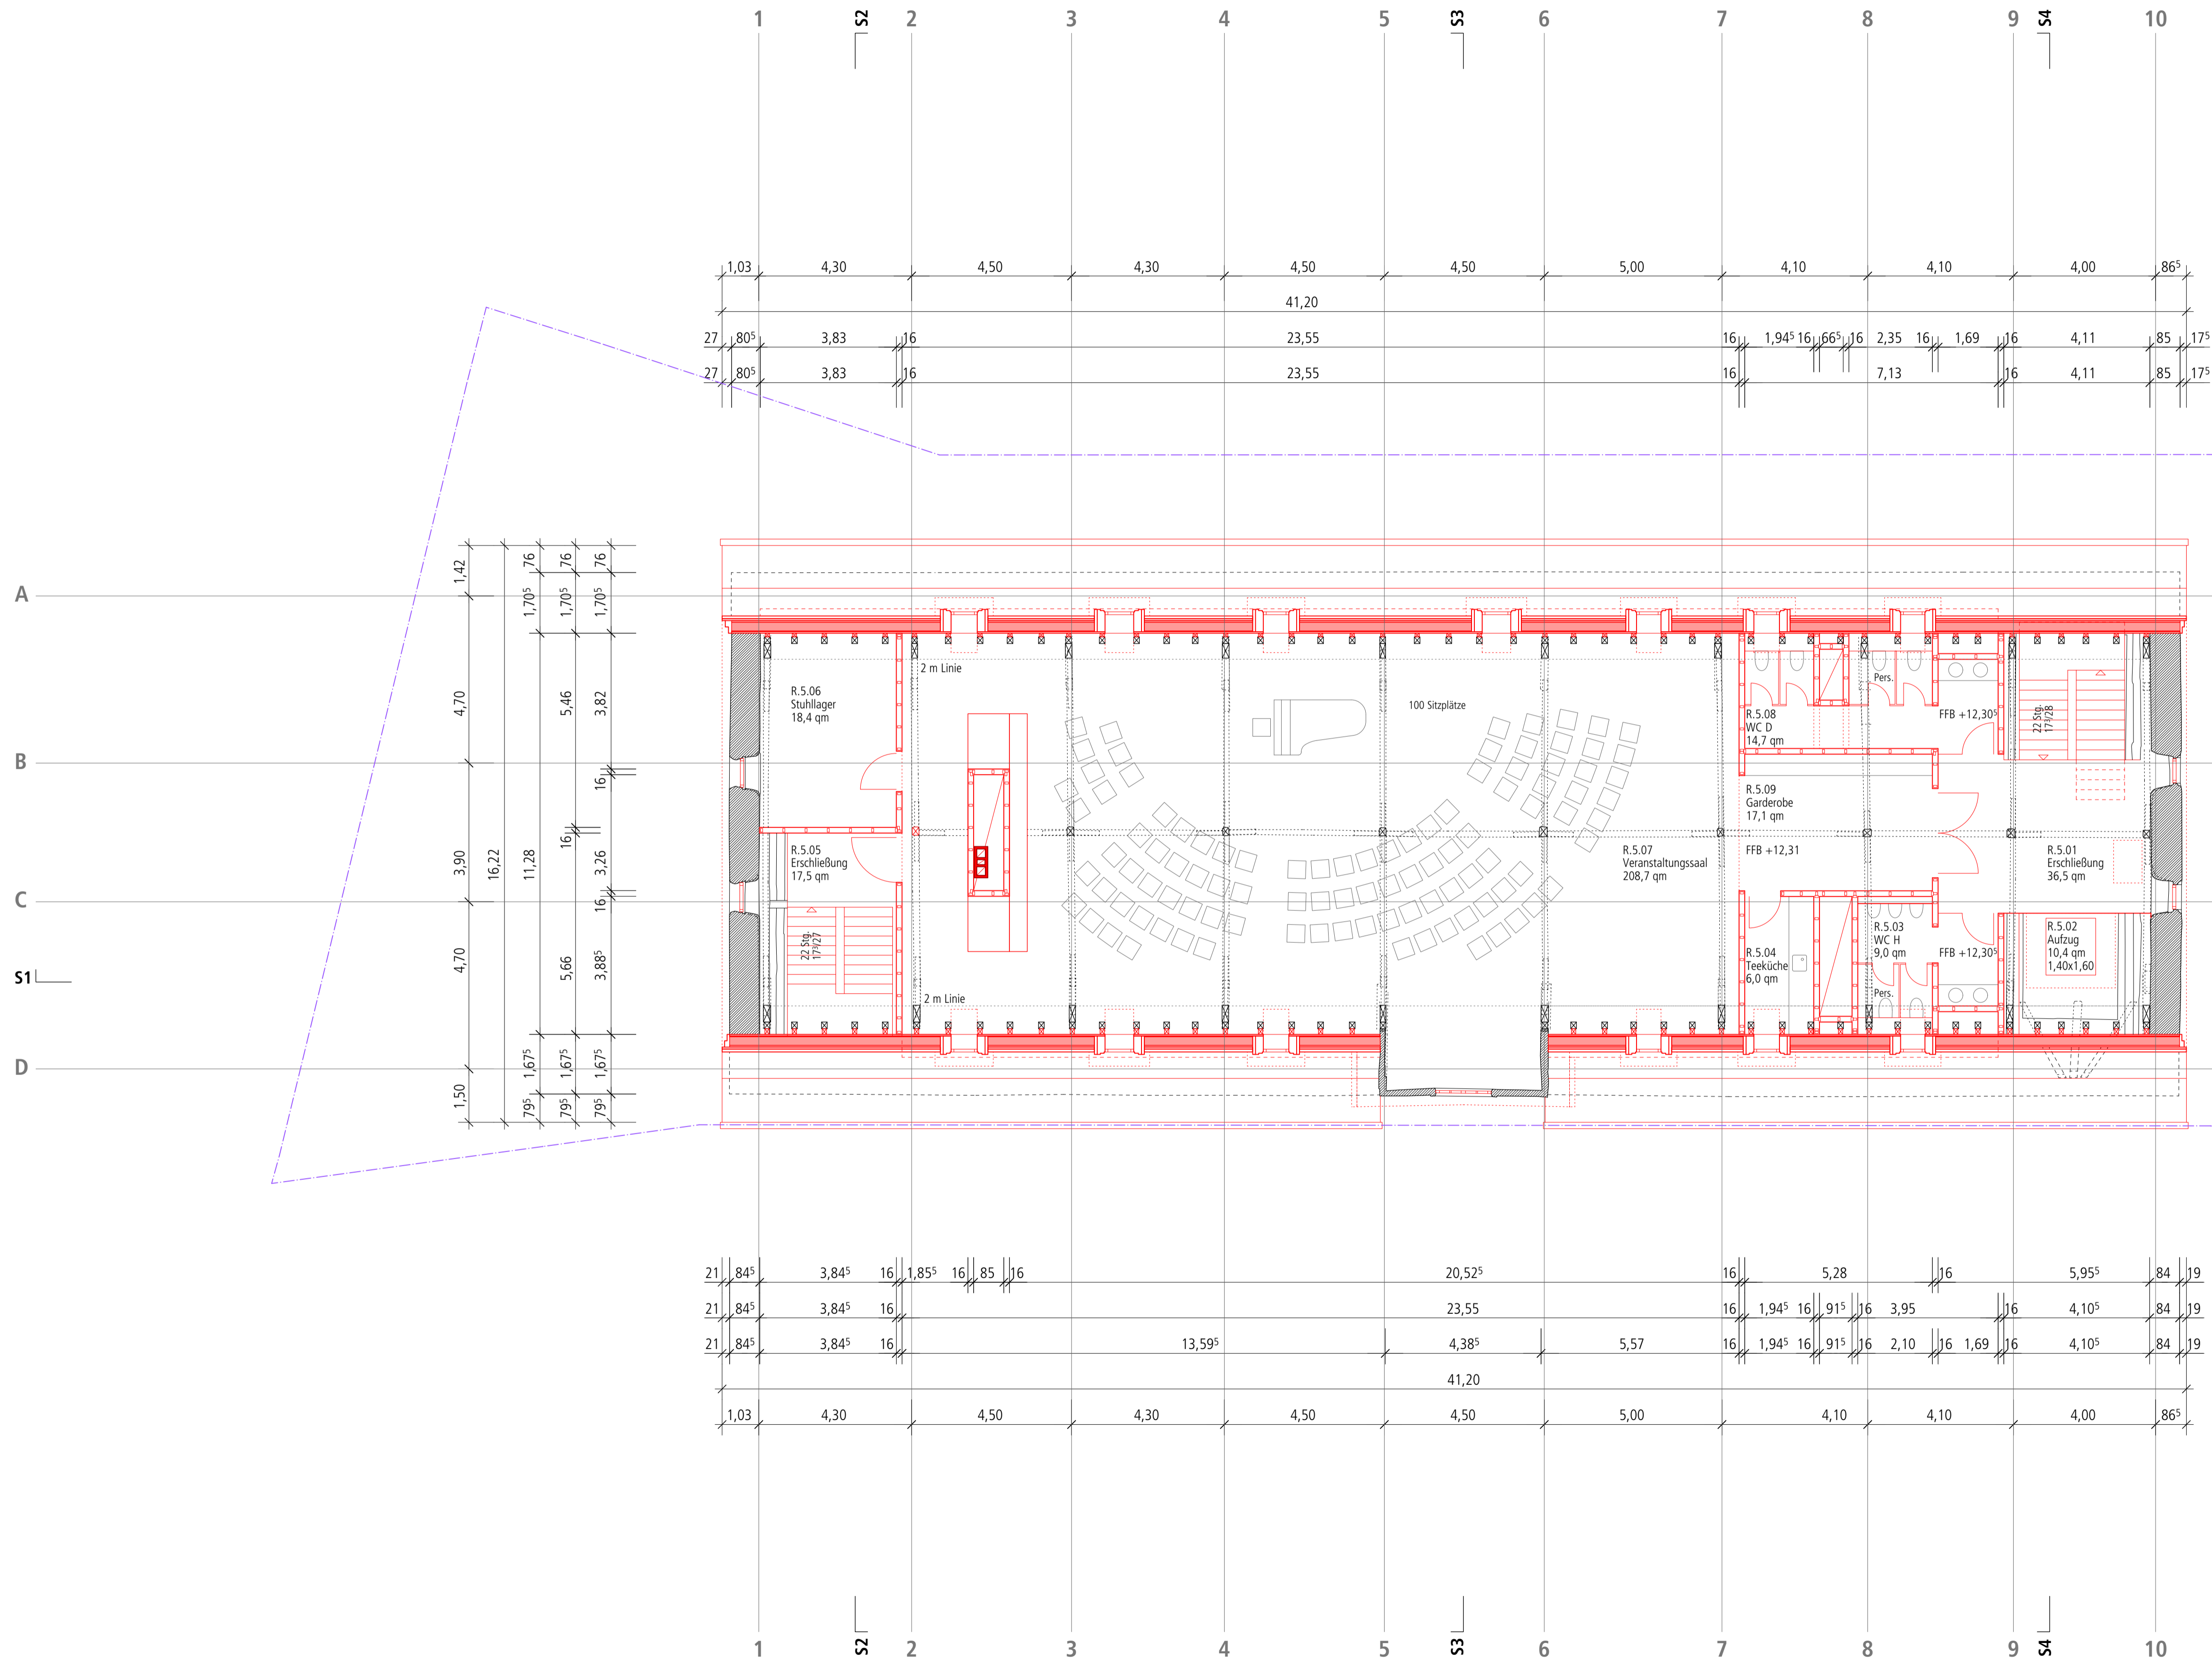 1 S2 2 3 4 5 S3 6 7 8 9 S4 10
1,03 4,30 4,50 4,30 4,50 4,50 5,00 4,10 4,10 4,00 86⁵
41,20
27 80⁵ 3,83 16 23,55 16 1,94⁵ 16 66⁵ 16 2,35 16 1,69 16 4,11 85 17⁵
27 80⁵ 3,83 16 23,55 16 7,13 16 4,11 85 17⁵
A
B
C
S1
D
1,42 4,70 3,90 4,70 1,50
16,22
76 1,70⁵ 11,28 1,67⁵ 79⁵
76 1,70⁵ 5,46 16 5,66 1,67⁵ 79⁵
76 1,70⁵ 3,82 16 3,26 16 3,88⁵ 1,67⁵ 79⁵
2 m Linie
R.5.06
Stuhllager
18,4 qm
100 Sitzplätze
Pers.
R.5.08
WC D
14,7 qm
FFB +12,30⁵
22 Stg.
17³/28
R.5.09
Garderobe
17,1 qm
R.5.05
Erschließung
17,5 qm
R.5.07
Veranstaltungssaal
208,7 qm
FFB +12,31
R.5.01
Erschließung
36,5 qm
22 Stg.
17³/27
R.5.04
Teeküche
6,0 qm
R.5.03
WC H
9,0 qm
FFB +12,30⁵
R.5.02
Aufzug
10,4 qm
1,40x1,60
Pers.
2 m Linie
21 84⁵ 3,84⁵ 16 1,85⁵ 16 85 16 20,52⁵ 16 5,28 16 5,95⁵ 84 19
21 84⁵ 3,84⁵ 16 23,55 16 1,94⁵ 16 91⁵ 16 3,95 16 4,10⁵ 84 19
21 84⁵ 3,84⁵ 16 13,59⁵ 4,38⁵ 5,57 16 1,94⁵ 16 91⁵ 16 2,10 16 1,69 16 4,10⁵ 84 19
41,20
1,03 4,30 4,50 4,30 4,50 4,50 5,00 4,10 4,10 4,00 86⁵
1 S2 2 3 4 5 S3 6 7 8 9 S4 10